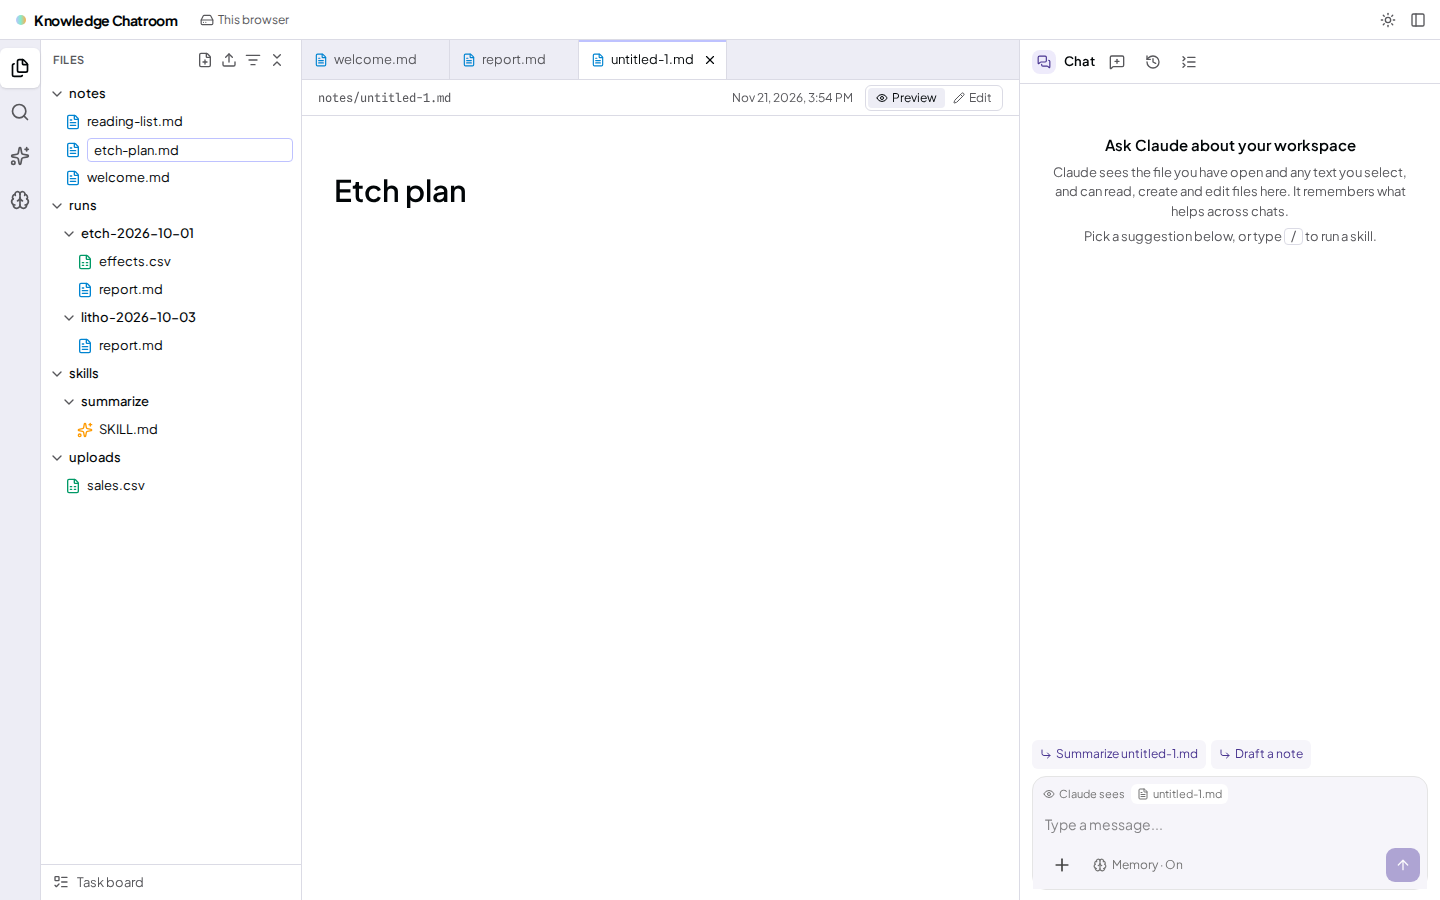 Knowledge Chatroom
This browser
FILES
notes
reading-list.md
etch-plan.md
welcome.md
runs
etch-2026-10-01
effects.csv
report.md
litho-2026-10-03
report.md
skills
summarize
SKILL.md
uploads
sales.csv
Task board
welcome.md
report.md
untitled-1.md
notes/untitled-1.md
Nov 21, 2026, 3:54 PM
Preview
Edit
Etch plan
Chat
Ask Claude about your workspace
Claude sees the file you have open and any text you select,
and can read, create and edit files here. It remembers what
helps across chats.
Pick a suggestion below, or type / to run a skill.
Summarize untitled-1.md
Draft a note
Claude sees
untitled-1.md
Type a message...
Memory · On